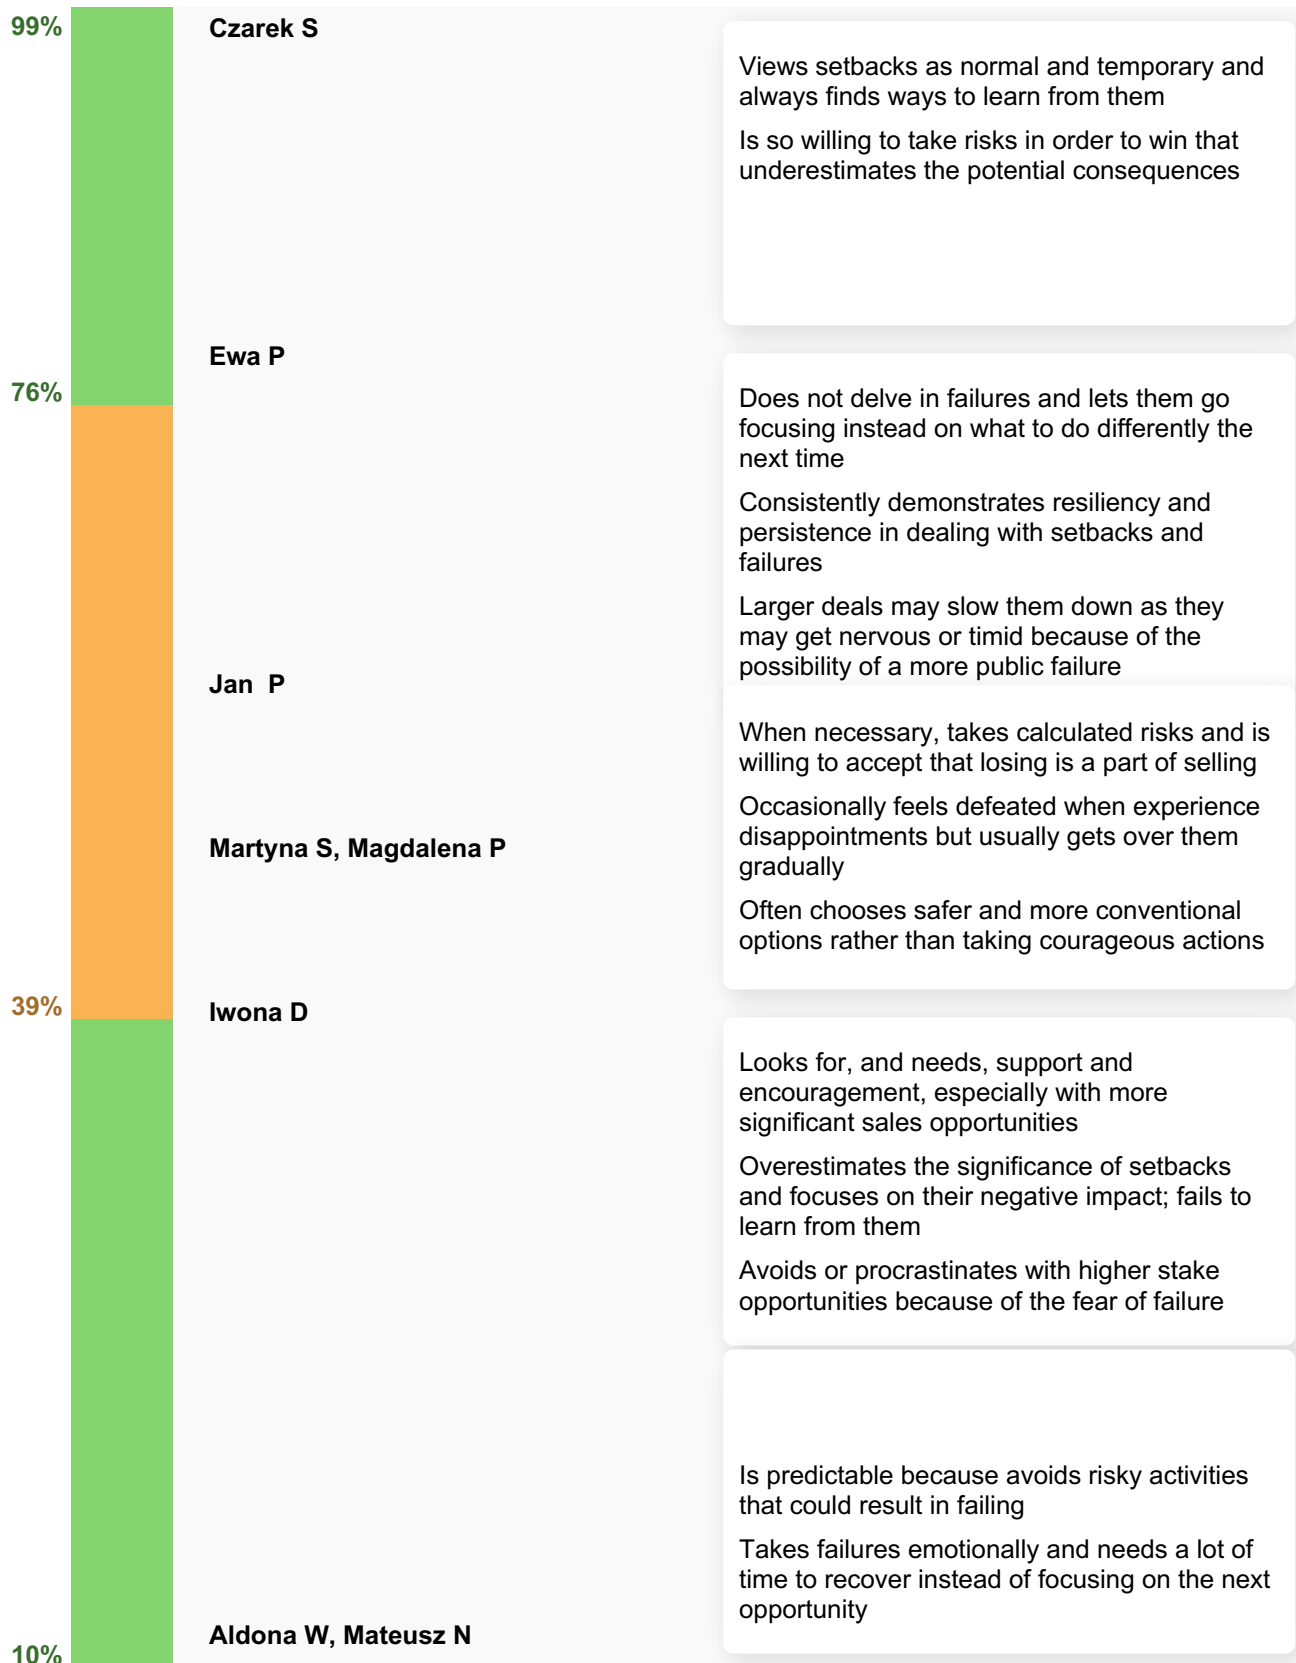 99%
Czarek S
Views setbacks as normal and temporary and
always finds ways to learn from them
Is so willing to take risks in order to win that
underestimates the potential consequences
Ewa P
76%
Does not delve in failures and lets them go
focusing instead on what to do differently the
next time
Consistently demonstrates resiliency and
persistence in dealing with setbacks and
failures
Larger deals may slow them down as they
may get nervous or timid because of the
possibility of a more public failure
Jan  P
When necessary, takes calculated risks and is
willing to accept that losing is a part of selling
Occasionally feels defeated when experience
disappointments but usually gets over them
gradually
Martyna S, Magdalena P
Often chooses safer and more conventional
options rather than taking courageous actions
39%
Iwona D
Looks for, and needs, support and
encouragement, especially with more
significant sales opportunities
Overestimates the significance of setbacks
and focuses on their negative impact; fails to
learn from them
Avoids or procrastinates with higher stake
opportunities because of the fear of failure
Is predictable because avoids risky activities
that could result in failing
Takes failures emotionally and needs a lot of
time to recover instead of focusing on the next
opportunity
Aldona W, Mateusz N
10%